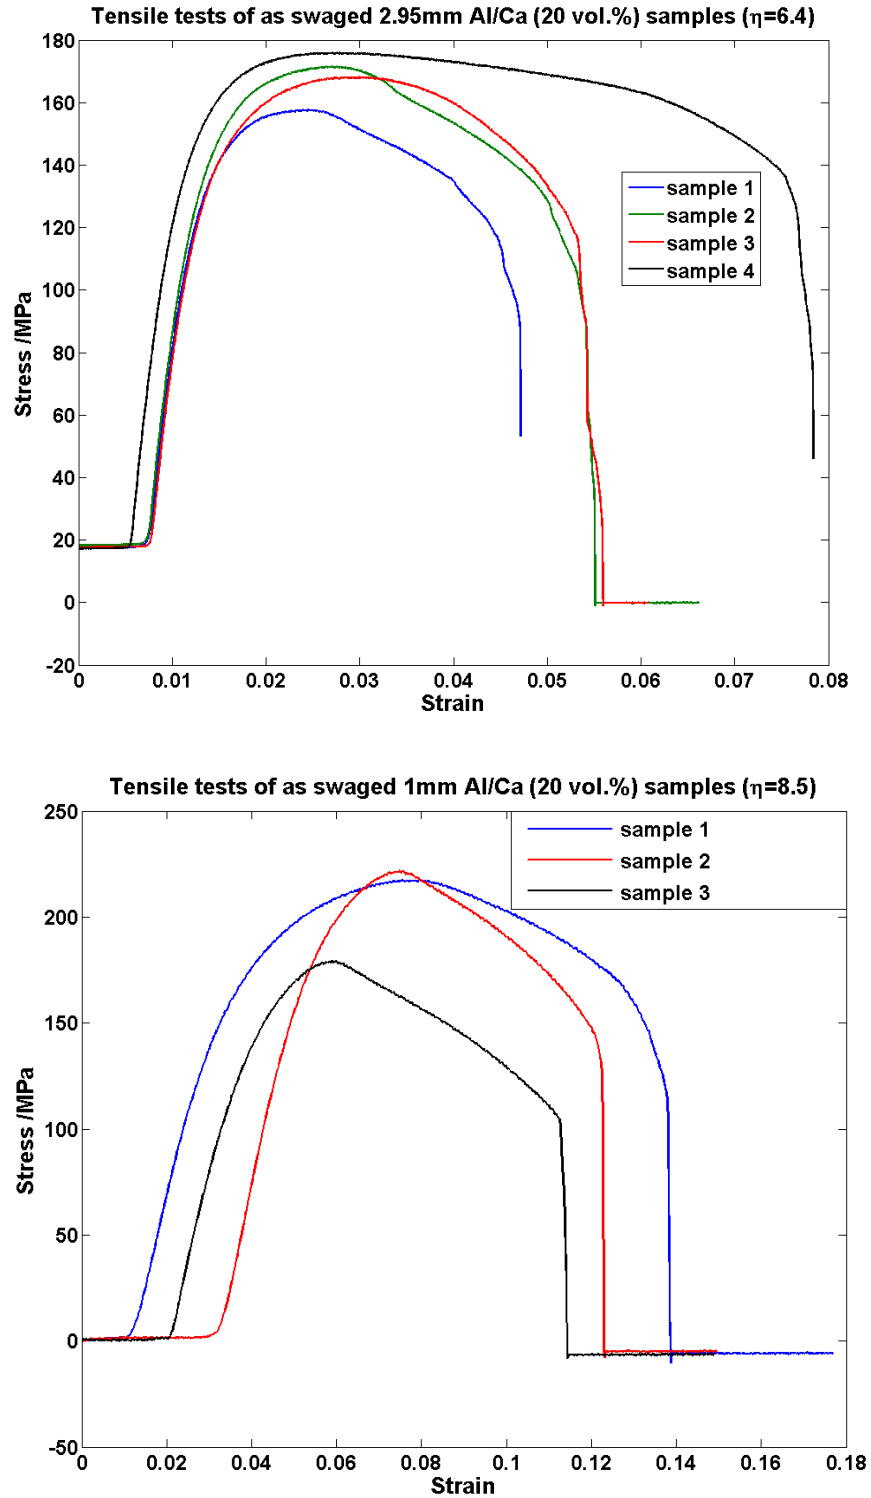 Tensile tests of as swaged 2.95mm Al/Ca (20 vol.%) samples (η=6.4)
180
160
140
120
100
80
60
40
20
0
-20
Stress /MPa
sample 1
sample 2
sample 3
sample 4
0 0.01 0.02 0.03 0.04 0.05 0.06 0.07 0.08
Strain
Tensile tests of as swaged 1mm Al/Ca (20 vol.%) samples (η=8.5)
250
200
150
100
50
0
-50
Stress /MPa
sample 1
sample 2
sample 3
0 0.02 0.04 0.06 0.08 0.1 0.12 0.14 0.16 0.18
Strain